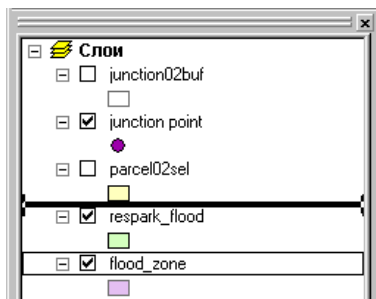 Слои
junction02buf
junction point
parcel02sel
respark_flood
flood_zone